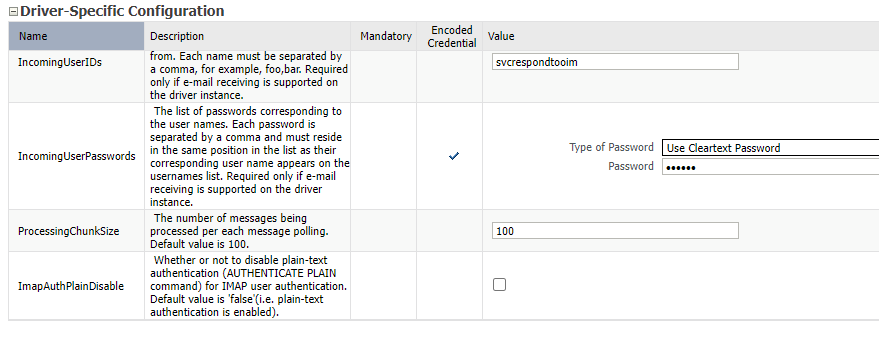 Driver-Specific Configuration
Name Description Mandatory Encoded Credential Value
from. Each name must be separated by
a comma, for example, foo,bar. Required
IncomingUserIDs svcrespondtooim
only if e-mail receiving is supported on
the driver instance.
The list of passwords corresponding to
the user names. Each password is
separated by a comma and must reside
in the same position in the list as their
Type of Password Use Cleartext Password
IncomingUserPasswords
corresponding user name appears on the
Password ••••••
usernames list. Required only if e-mail
receiving is supported on the driver
instance.
The number of messages being
ProcessingChunkSize processed per each message polling. 100
Default value is 100.
Whether or not to disable plain-text
authentication (AUTHENTICATE PLAIN
ImapAuthPlainDisable command) for IMAP user authentication.
Default value is 'false'(i.e. plain-text
authentication is enabled).